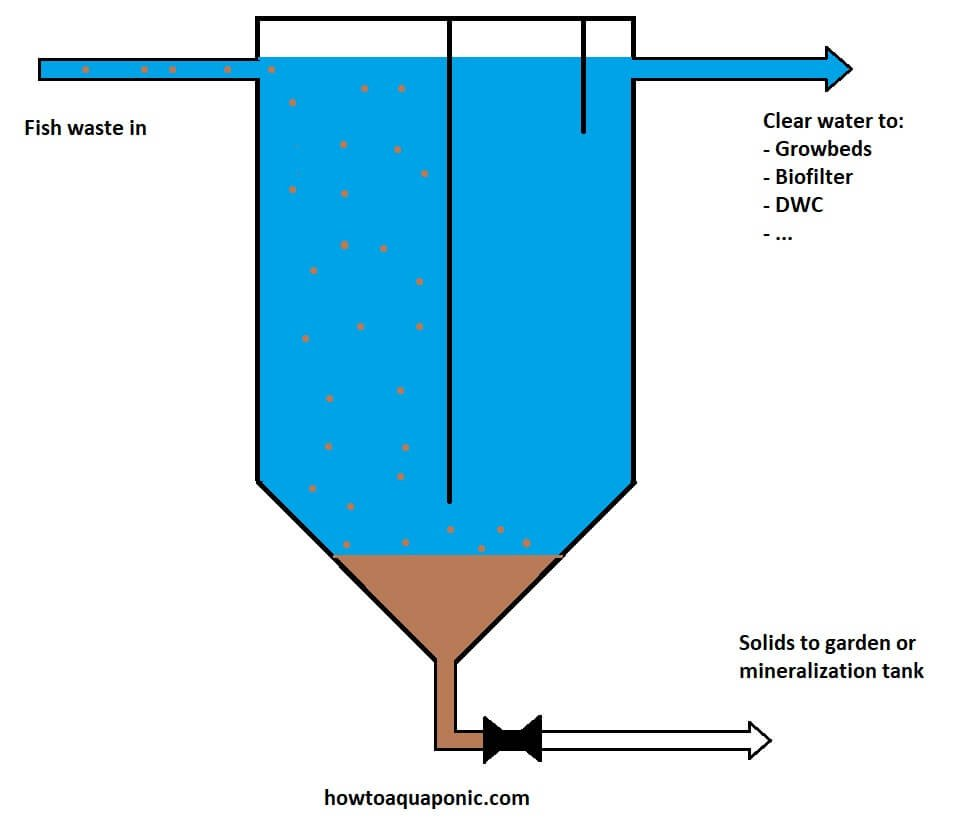 Fish waste in
Clear water to:
- Growbeds
- Biofilter
- DWC
- ...
Solids to garden or
mineralization tank
howtoaquaponic.com